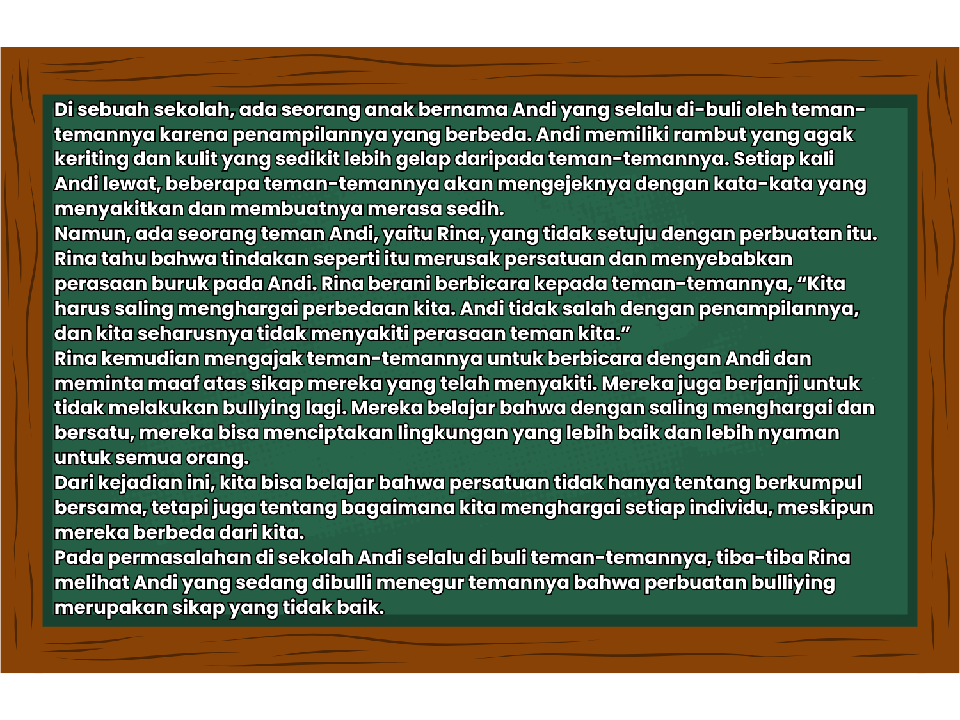 Di sebuah sekolah, ada seorang anak bernama Andi yang selalu di-buli oleh teman-
temannya karena penampilannya yang berbeda. Andi memiliki rambut yang agak
keriting dan kulit yang sedikit lebih gelap daripada teman-temannya. Setiap kali
Andi lewat, beberapa teman-temannya akan mengejeknya dengan kata-kata yang
menyakitkan dan membuatnya merasa sedih.
Namun, ada seorang teman Andi, yaitu Rina, yang tidak setuju dengan perbuatan itu.
Rina tahu bahwa tindakan seperti itu merusak persatuan dan menyebabkan
perasaan buruk pada Andi. Rina berani berbicara kepada teman-temannya, “Kita
harus saling menghargai perbedaan kita. Andi tidak salah dengan penampilannya,
dan kita seharusnya tidak menyakiti perasaan teman kita.”
Rina kemudian mengajak teman-temannya untuk berbicara dengan Andi dan
meminta maaf atas sikap mereka yang telah menyakiti. Mereka juga berjanji untuk
tidak melakukan bullying lagi. Mereka belajar bahwa dengan saling menghargai dan
bersatu, mereka bisa menciptakan lingkungan yang lebih baik dan lebih nyaman
untuk semua orang.
Dari kejadian ini, kita bisa belajar bahwa persatuan tidak hanya tentang berkumpul
bersama, tetapi juga tentang bagaimana kita menghargai setiap individu, meskipun
mereka berbeda dari kita.
Pada permasalahan di sekolah Andi selalu di buli teman-temannya, tiba-tiba Rina
melihat Andi yang sedang dibulli menegur temannya bahwa perbuatan bulliying
merupakan sikap yang tidak baik.